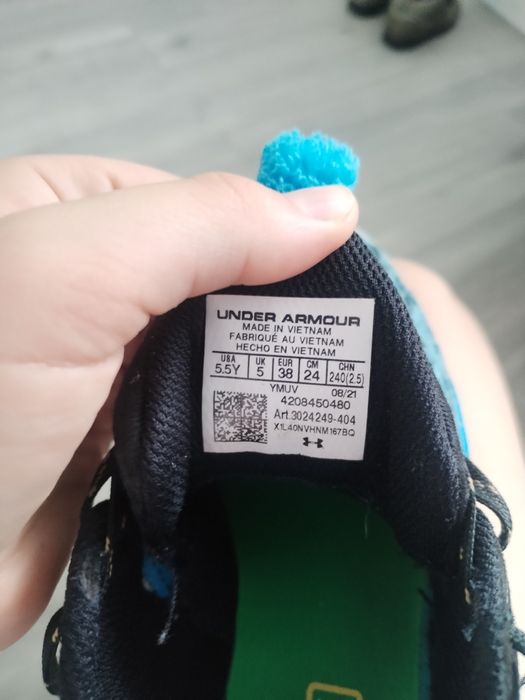 UNDER ARMOUR
MADE IN VIETNAM
FABRIQUÉ AU VIETNAM
HECHO EN VIETNAM
USA UK EUR CM CHN
5.5Y 5 38 24 240(2.5)
YMUV 08/21
4208450480
Art.3024249-404
X1L40NVHNM167BQ